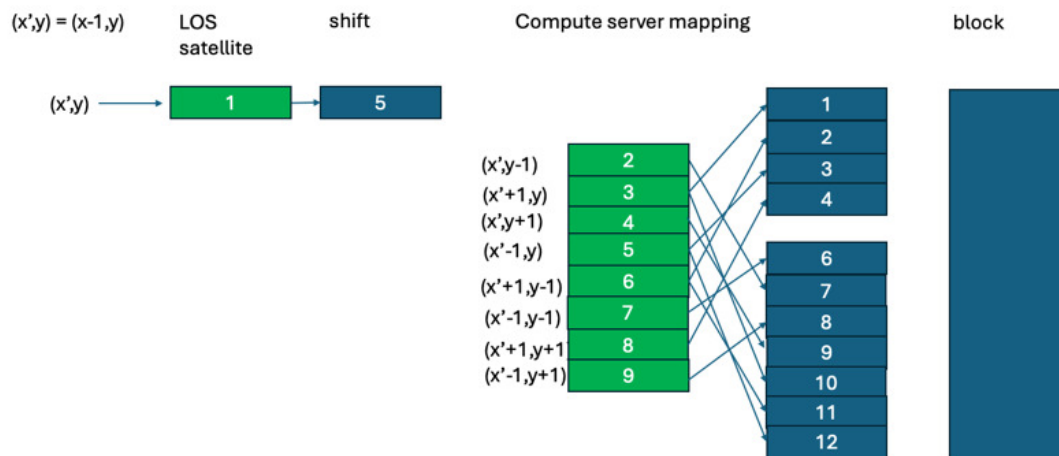 (x’,y) = (x-1,y)
LOS
satellite
shift
Compute server mapping
block
(x’,y)
1
5
(x’,y-1)
2
(x’+1,y)
3
(x’,y+1)
4
(x’-1,y)
5
(x’+1,y-1)
6
(x’-1,y-1)
7
(x’+1,y+1
8
(x’-1,y+1)
9
1
2
3
4
6
7
8
9
10
11
12